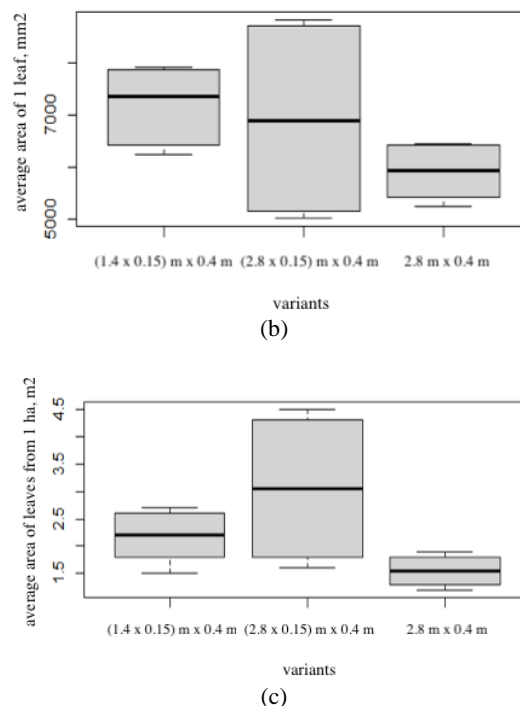 average area of 1 leaf, mm2
7000
5000
(1.4 x 0.15) m x 0.4 m (2.8 x 0.15) m x 0.4 m 2.8 m x 0.4 m
variants
(b)
average area of leaves from 1 ha, m2
4.5
3.5
2.5
1.5
(1.4 x 0.15) m x 0.4 m (2.8 x 0.15) m x 0.4 m 2.8 m x 0.4 m
variants
(c)